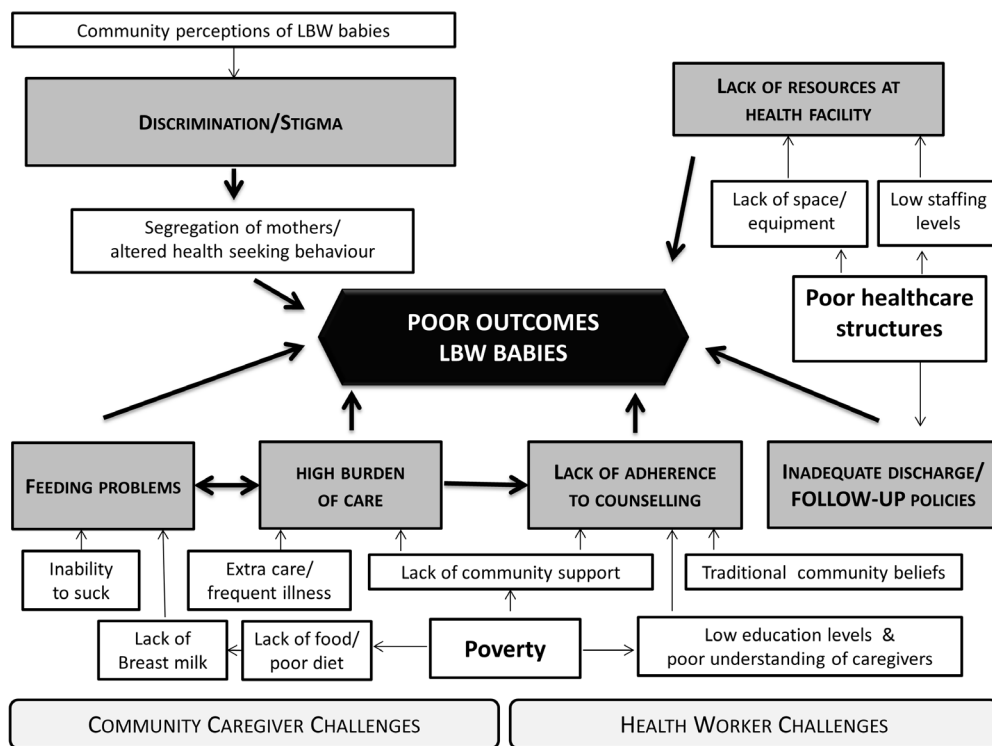 Community perceptions of LBW babies
DISCRIMINATION/STIGMA
Segregation of mothers/
altered health seeking behaviour
LACK OF RESOURCES AT
HEALTH FACILITY
Lack of space/
equipment
Low staffing
levels
Poor healthcare
structures
POOR OUTCOMES
LBW BABIES
FEEDING PROBLEMS
HIGH BURDEN
OF CARE
LACK OF ADHERENCE
TO COUNSELLING
INADEQUATE DISCHARGE/
FOLLOW-UP POLICIES
Inability
to suck
Extra care/
frequent illness
Lack of community support
Traditional community beliefs
Lack of
Breast milk
Lack of food/
poor diet
Poverty
Low education levels &
poor understanding of caregivers
COMMUNITY CAREGIVER CHALLENGES
HEALTH WORKER CHALLENGES